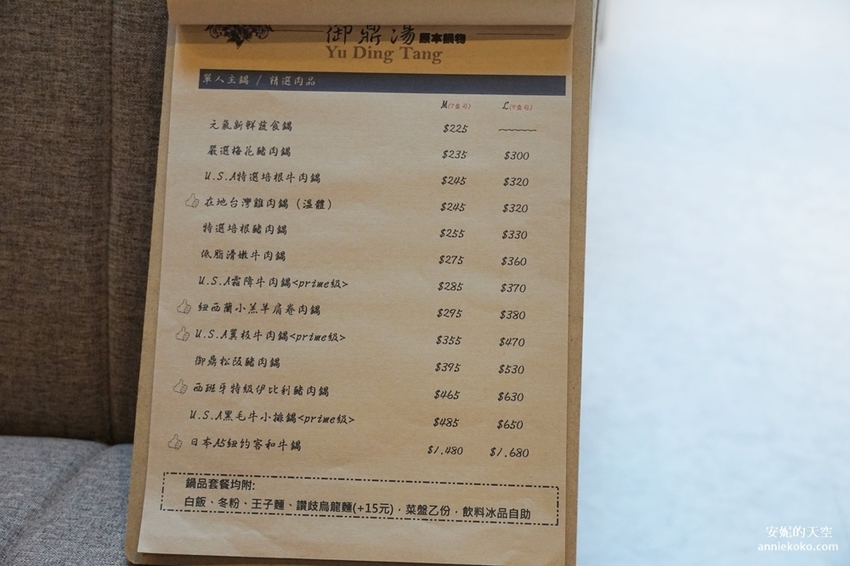 御鼎湯 原本鍋物
Yu Ding Tang
單人主鍋 / 精選肉品
M(7盎司) L(9盎司)
元氣新鮮蔬食鍋 $225
嚴選梅花豬肉鍋 $235 $300
U.S.A特選培根牛肉鍋 $245 $320
在地台灣雞肉鍋(溫體) $245 $320
特選培根豬肉鍋 $255 $330
低脂滑嫩牛肉鍋 $275 $360
U.S.A霜降牛肉鍋<prime級> $285 $370
紐西蘭小羔羊肩卷肉鍋 $295 $380
U.S.A翼板牛肉鍋<prime級> $355 $470
御鼎松阪豬肉鍋 $395 $530
西班牙特級伊比利豬肉鍋 $465 $630
U.S.A黑毛牛小排鍋<prime級> $485 $650
日本A5紐約客和牛鍋 $1,480 $1,680
鍋品套餐均附:
白飯、冬粉、王子麵、讚歧烏龍麵(+15元),菜盤乙份,飲料冰品自助
安妮的天空
anniekoko.com